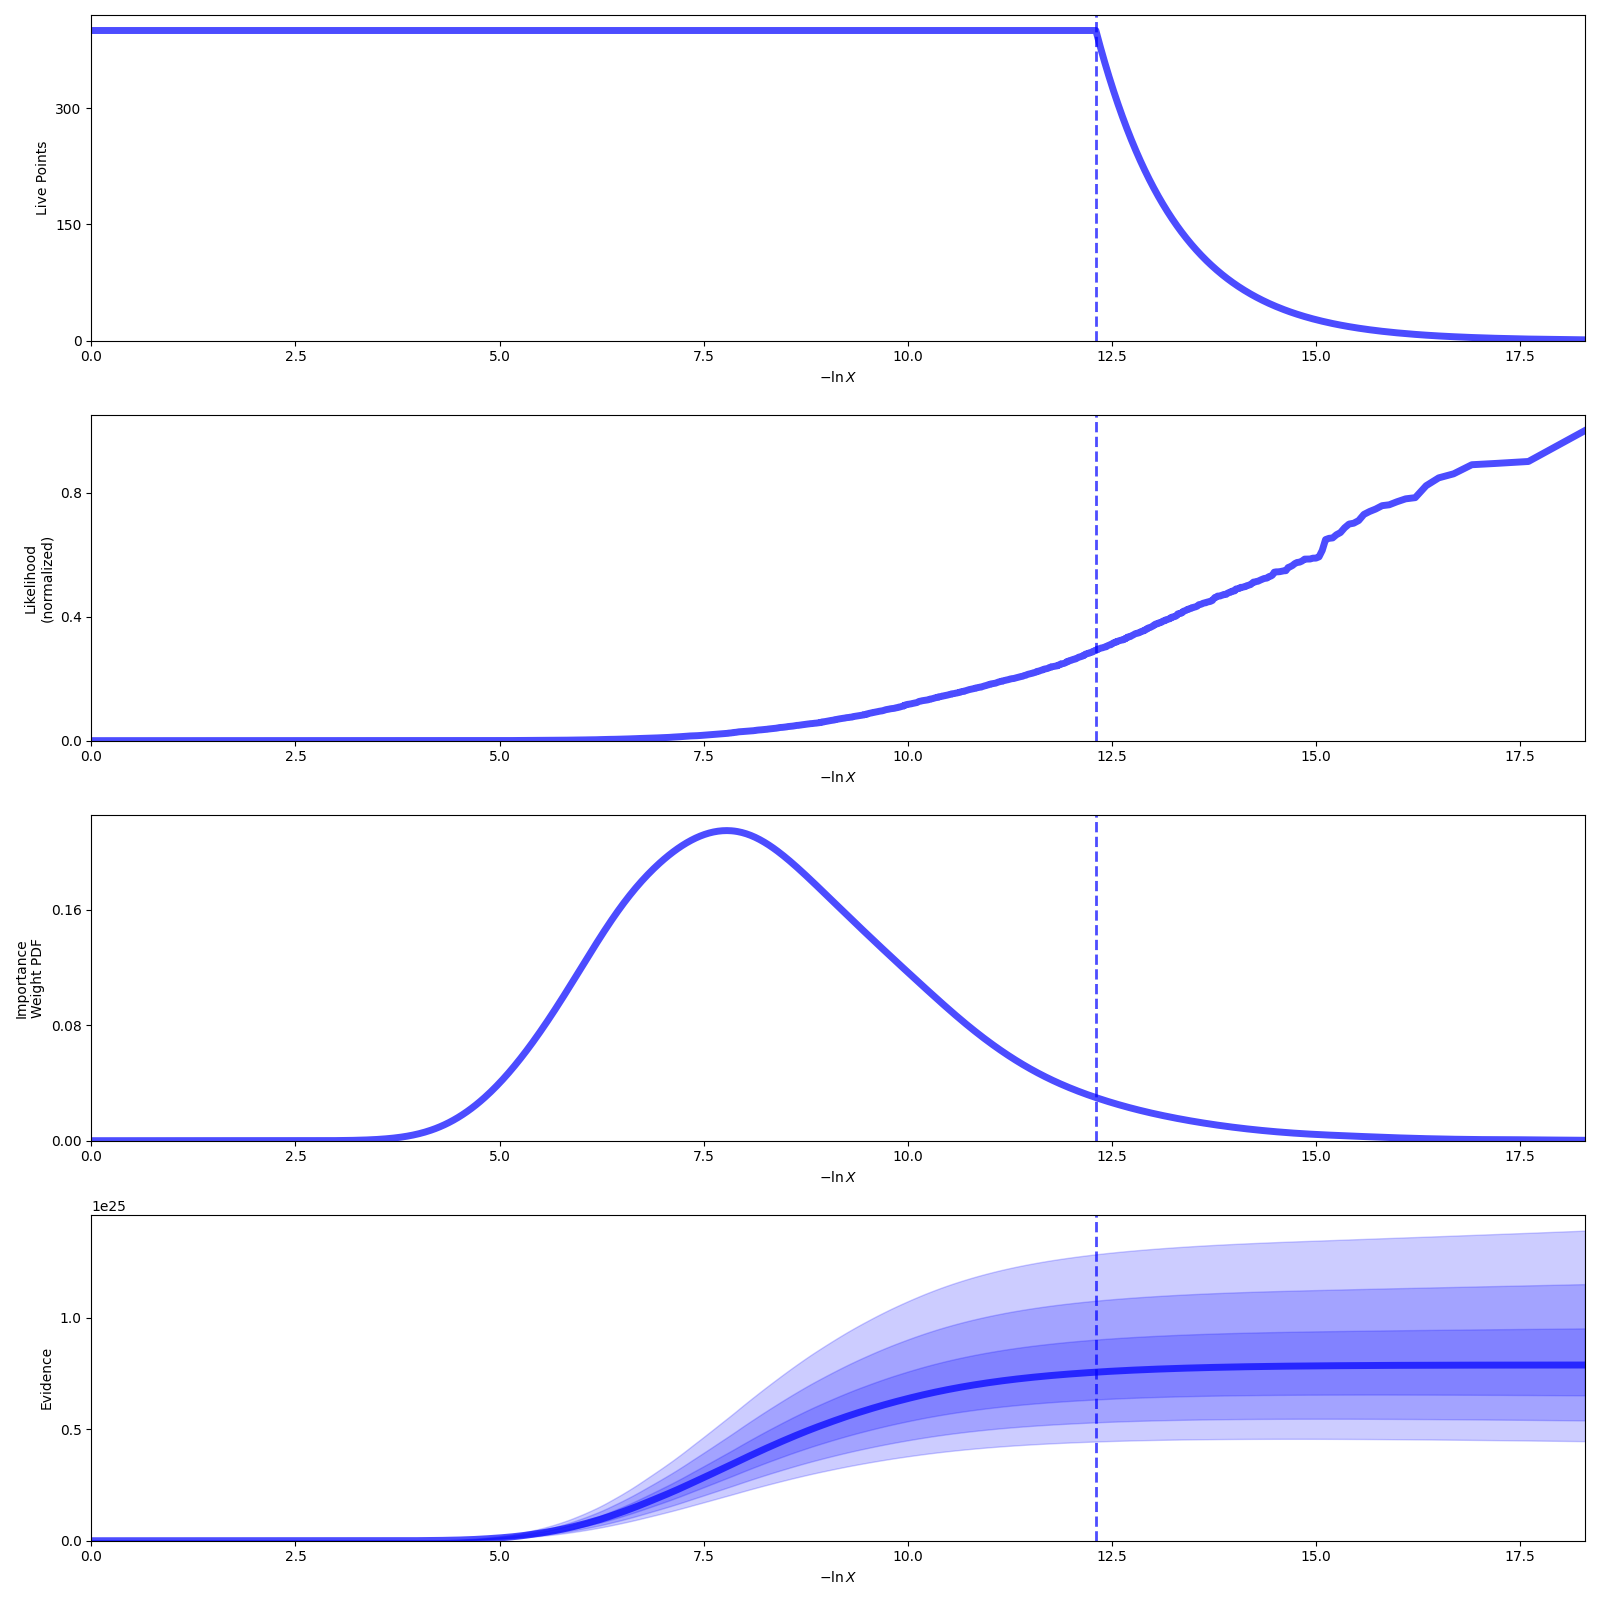 300
150
0
Live Points
0.0 2.5 5.0 7.5 10.0 12.5 15.0 17.5
−ln X
0.8
0.4
0.0
Likelihood
(normalized)
0.0 2.5 5.0 7.5 10.0 12.5 15.0 17.5
−ln X
0.16
0.08
0.00
Importance
Weight PDF
0.0 2.5 5.0 7.5 10.0 12.5 15.0 17.5
−ln X
1e25
1.0
0.5
0.0
Evidence
0.0 2.5 5.0 7.5 10.0 12.5 15.0 17.5
−ln X